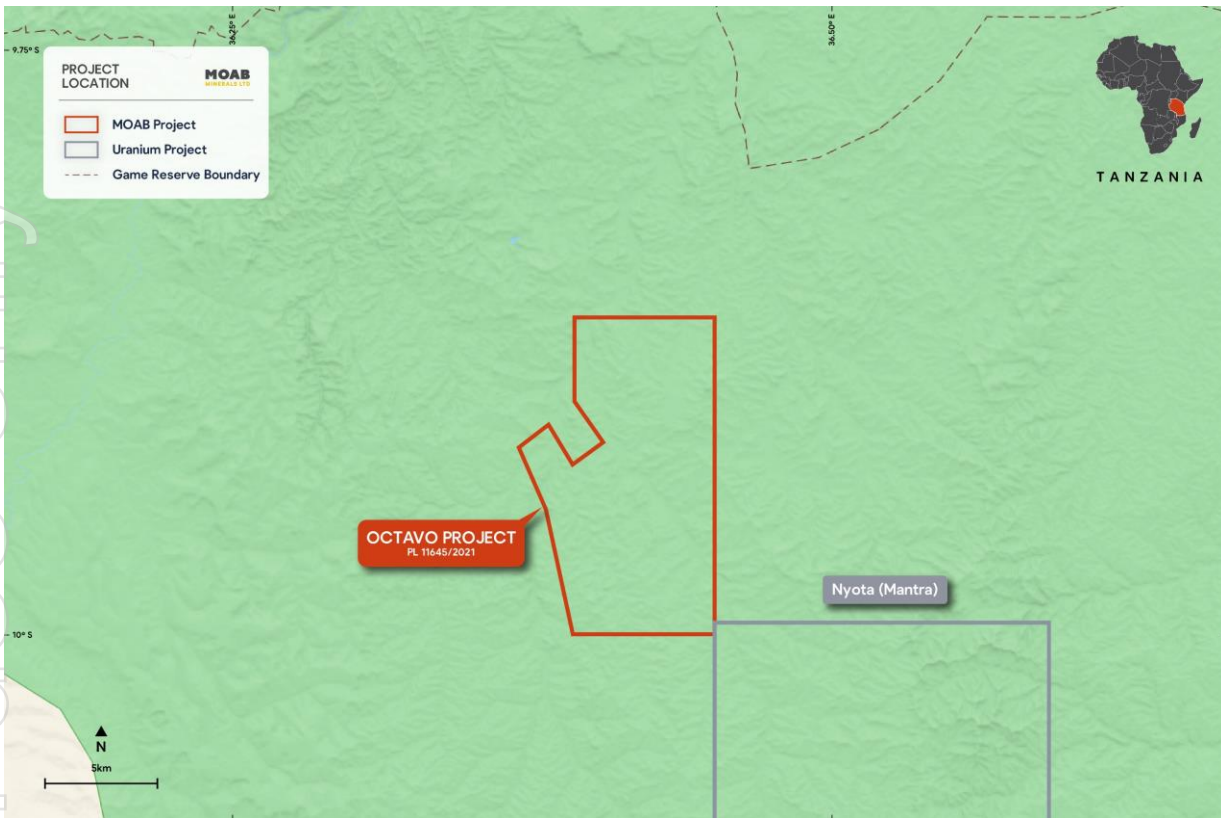 36.25° E
36.50° E
9.75° S
PROJECT
LOCATION
MOAB
MINERALS LTD
MOAB Project
Uranium Project
Game Reserve Boundary
TANZANIA
OCTAVO PROJECT
PL 11645/2021
Nyota (Mantra)
10° S
N
5km